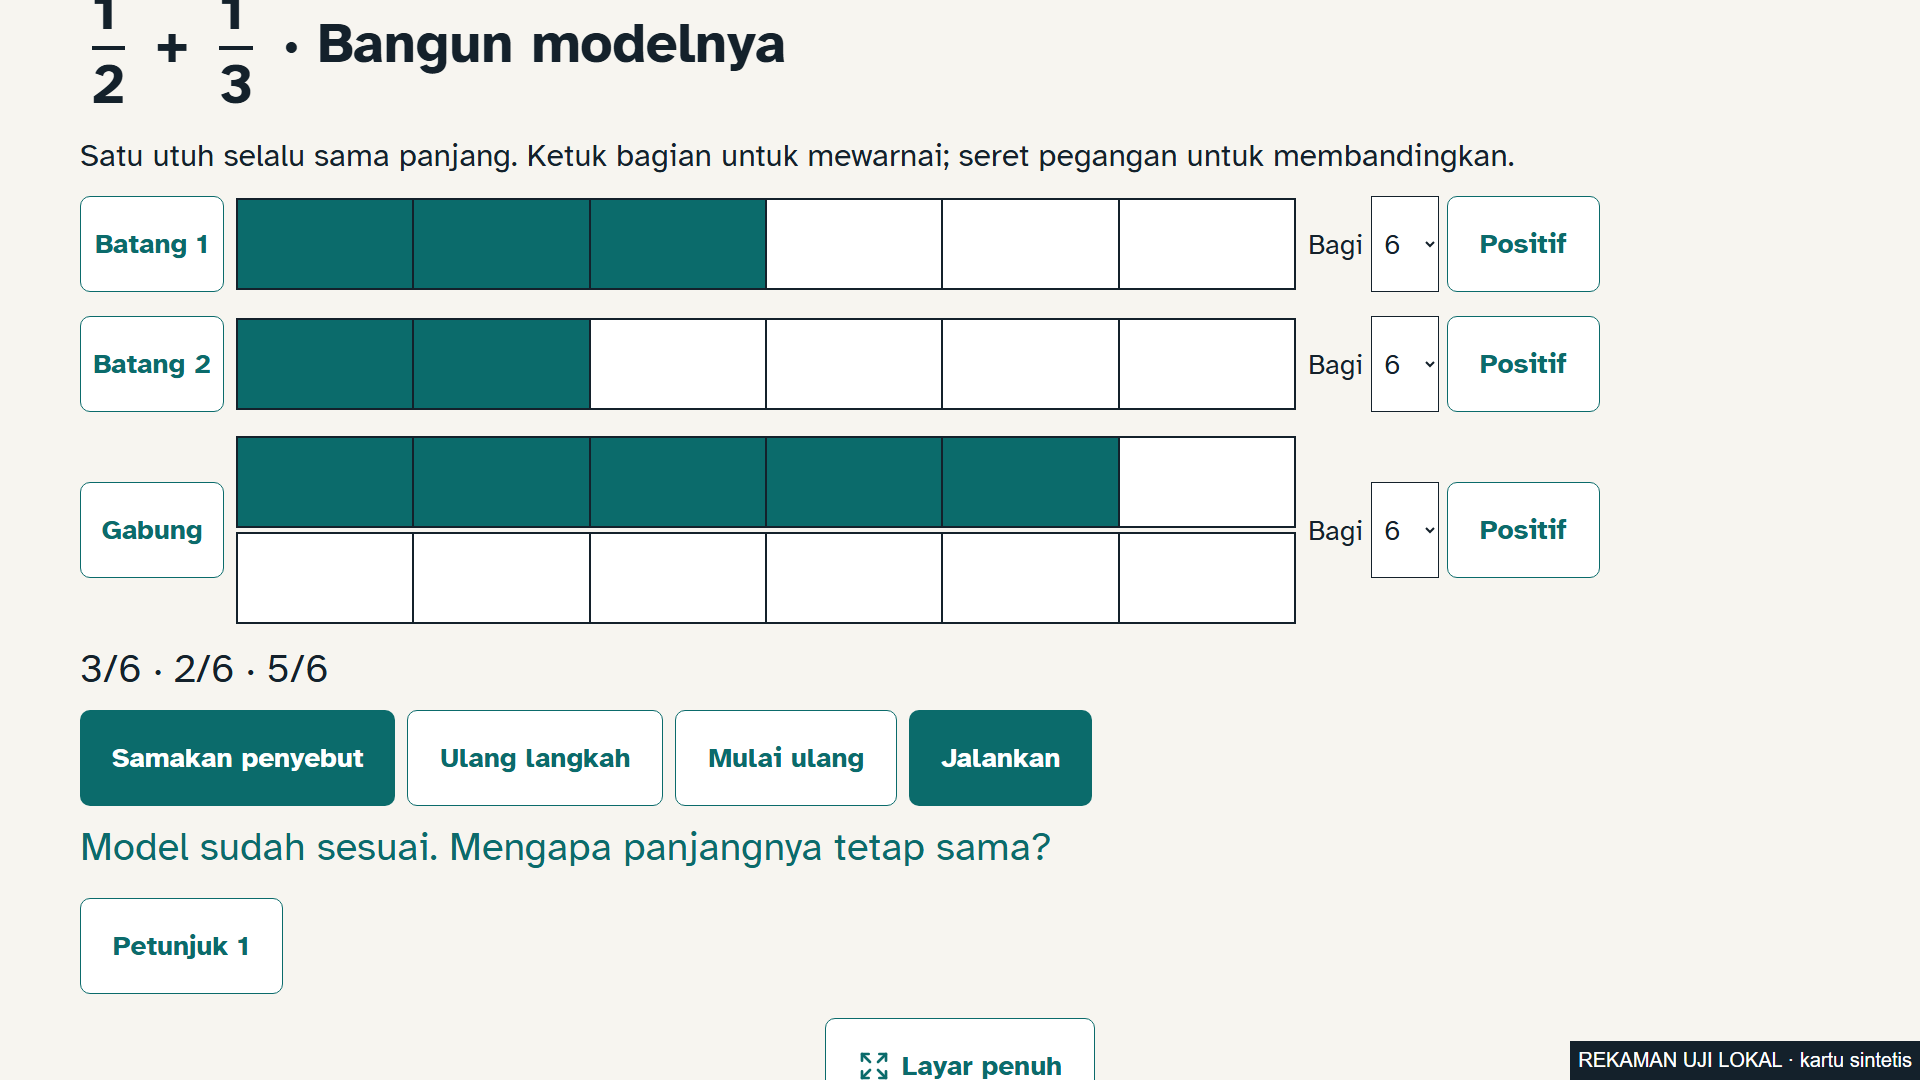 1/2 + 1/3 · Bangun modelnya
Satu utuh selalu sama panjang. Ketuk bagian untuk mewarnai; seret pegangan untuk membandingkan.
Batang 1 Bagi 6 Positif
Batang 2 Bagi 6 Positif
Gabung Bagi 6 Positif
3/6 · 2/6 · 5/6
Samakan penyebut Ulang langkah Mulai ulang Jalankan
Model sudah sesuai. Mengapa panjangnya tetap sama?
Petunjuk 1
Layar penuh
REKAMAN UJI LOKAL · kartu sintetis